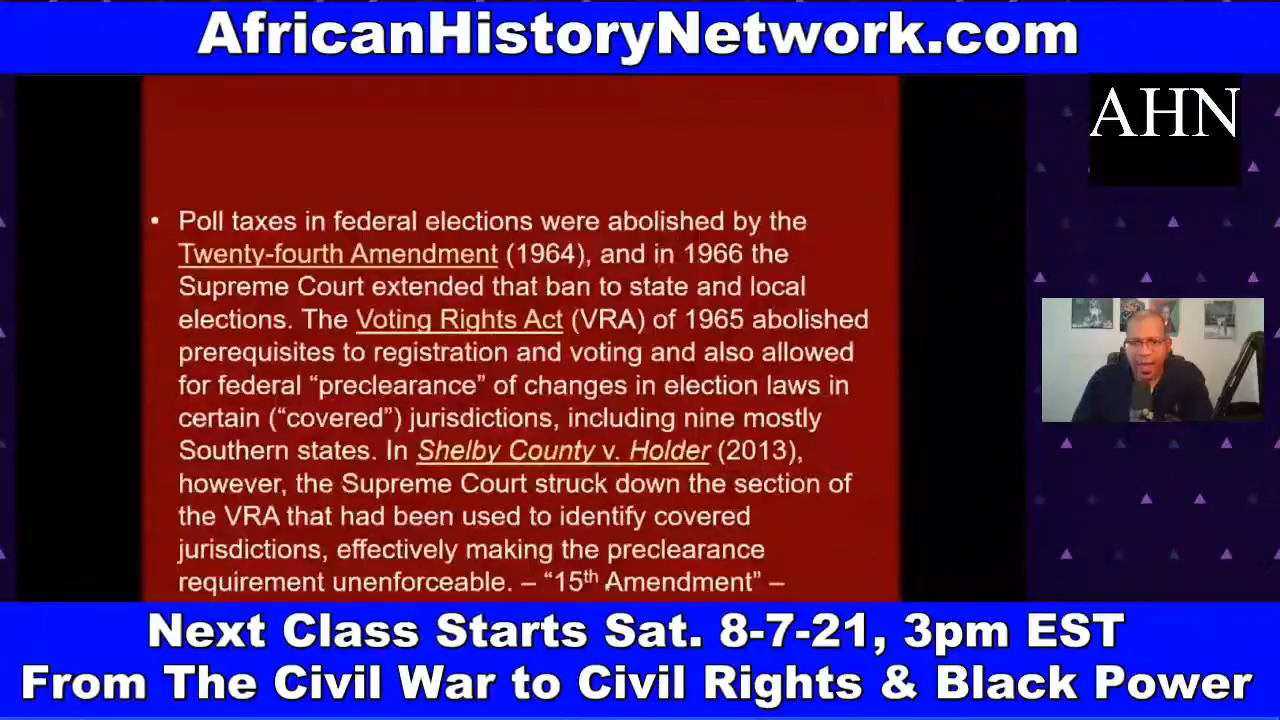 AfricanHistoryNetwork.com
AHN
• Poll taxes in federal elections were abolished by the
Twenty-fourth Amendment (1964), and in 1966 the
Supreme Court extended that ban to state and local
elections. The Voting Rights Act (VRA) of 1965 abolished
prerequisites to registration and voting and also allowed
for federal “preclearance” of changes in election laws in
certain (“covered”) jurisdictions, including nine mostly
Southern states. In Shelby County v. Holder (2013),
however, the Supreme Court struck down the section of
the VRA that had been used to identify covered
jurisdictions, effectively making the preclearance
requirement unenforceable. – “15th Amendment” –
Next Class Starts Sat. 8-7-21, 3pm EST
From The Civil War to Civil Rights & Black Power